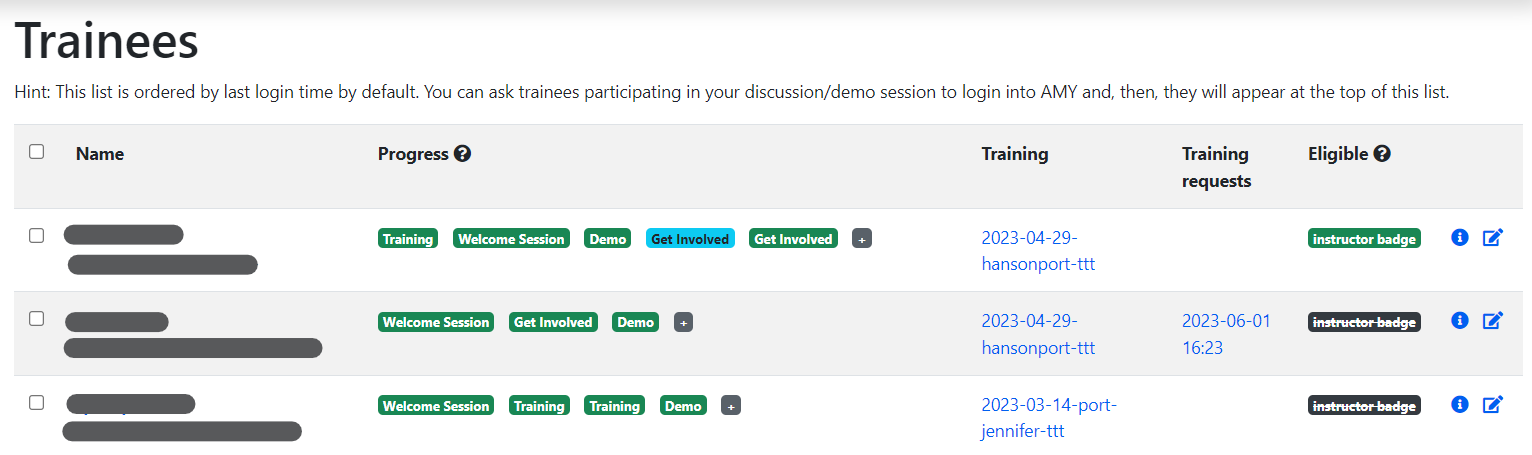 Trainees
Hint: This list is ordered by last login time by default. You can ask trainees participating in your discussion/demo session to login into AMY and, then, they will appear at the top of this list.
Name Progress ? Training Training requests Eligible ?
Training Welcome Session Demo Get Involved Get Involved + 2023-04-29- instructor badge
hansonport-ttt
Welcome Session Get Involved Demo + 2023-04-29- 2023-06-01 instructor badge
hansonport-ttt 16:23
Welcome Session Training Training Demo + 2023-03-14-port- instructor badge
jennifer-ttt